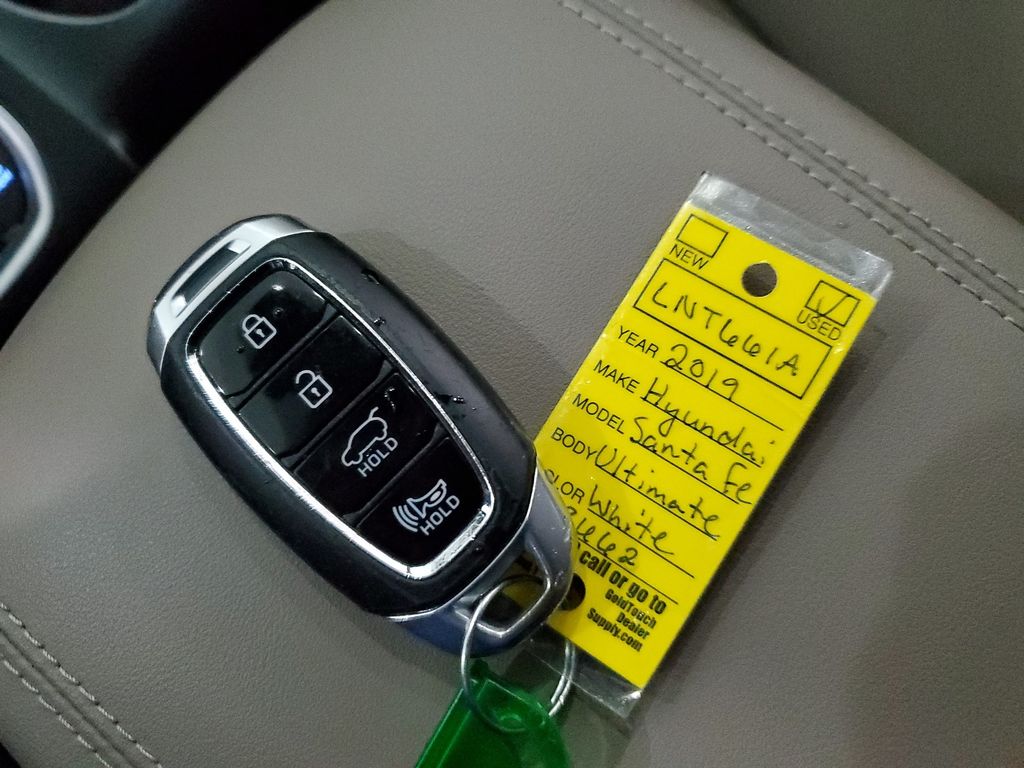 NEW
USED
LNT661A
YEAR 2019
MAKE Hyundai
MODEL Santa Fe
BODY Ultimate
White
call or go to
GoldTouch
Dealer
Supply.com
HOLD
HOLD